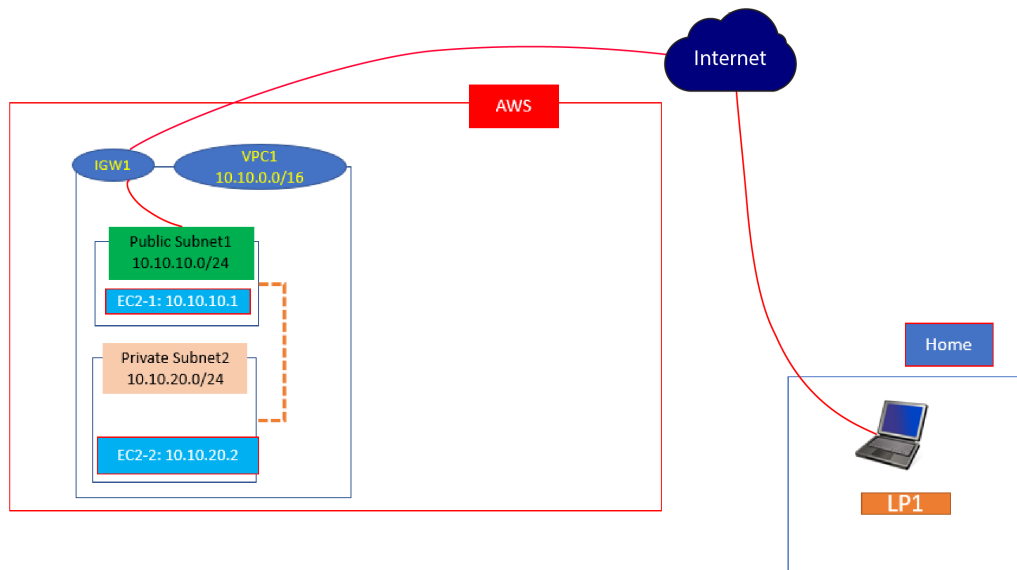 Internet
AWS
IGW1
VPC1
10.10.0.0/16
Public Subnet1
10.10.10.0/24
EC2-1: 10.10.10.1
Private Subnet2
10.10.20.0/24
EC2-2: 10.10.20.2
Home
LP1